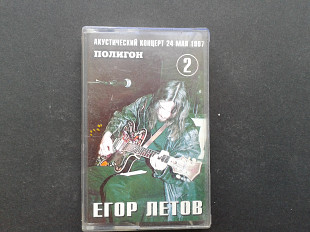 АКУСТИЧЕСКИЙ КОНЦЕРТ 24 МАЯ 1997
ПОЛИГОН
2
ЕГОР ЛЕТОВ